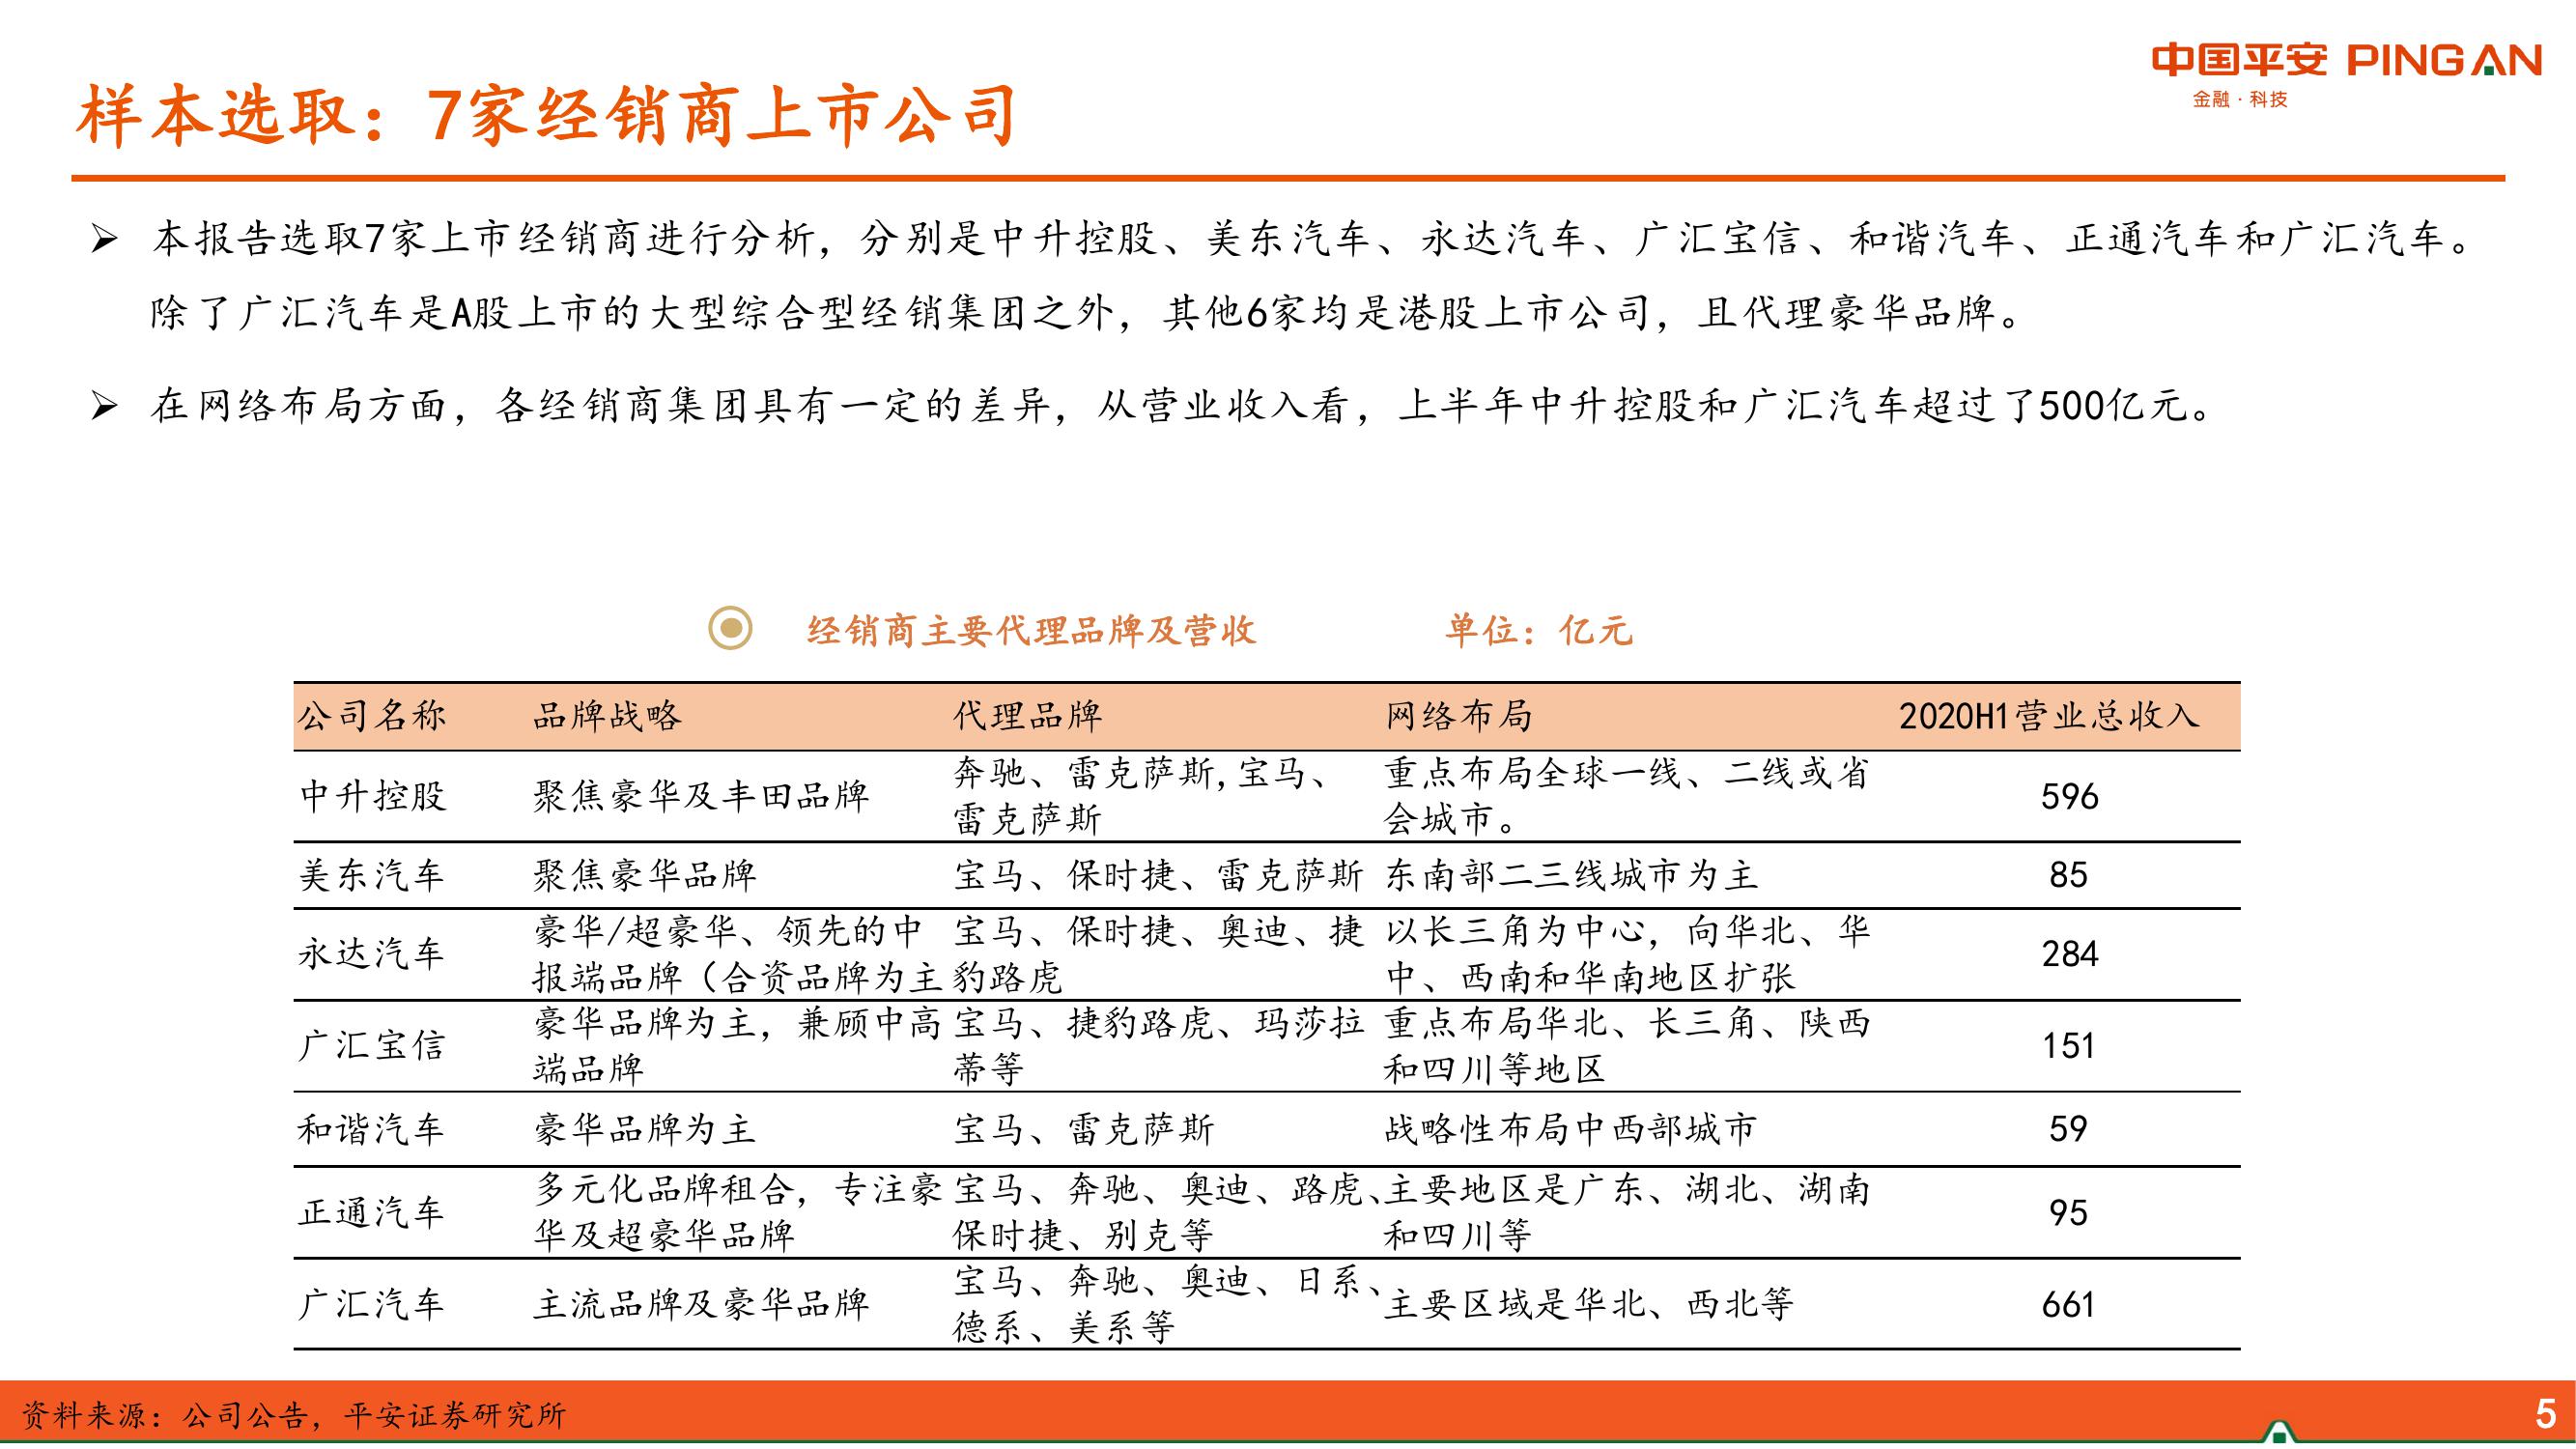 中国平安 PINGAN
金融·科技
样本选取：7家经销商上市公司
本报告选取7家上市经销商进行分析，分别是中升控股、美东汽车、永达汽车、广汇宝信、和谐汽车、正通汽车和广汇汽车。
除了广汇汽车是A股上市的大型综合型经销集团之外，其他6家均是港股上市公司，且代理豪华品牌。
在网络布局方面，各经销商集团具有一定的差异，从营业收入看，上半年中升控股和广汇汽车超过了500亿元。
经销商主要代理品牌及营收 单位：亿元
公司名称 品牌战略 代理品牌 网络布局 2020H1营业总收入
中升控股 聚焦豪华及丰田品牌 奔驰、雷克萨斯,宝马、
雷克萨斯 重点布局全球一线、二线或省
会城市。 596
美东汽车 聚焦豪华品牌 宝马、保时捷、雷克萨斯 东南部二三线城市为主 85
永达汽车 豪华/超豪华、领先的中
报端品牌（合资品牌为主 宝马、保时捷、奥迪、捷
豹路虎 以长三角为中心，向华北、华
中、西南和华南地区扩张 284
广汇宝信 豪华品牌为主，兼顾中高
端品牌 宝马、捷豹路虎、玛莎拉
蒂等 重点布局华北、长三角、陕西
和四川等地区 151
和谐汽车 豪华品牌为主 宝马、雷克萨斯 战略性布局中西部城市 59
正通汽车 多元化品牌租合，专注豪
华及超豪华品牌 宝马、奔驰、奥迪、路虎、
保时捷、别克等 主要地区是广东、湖北、湖南
和四川等 95
广汇汽车 主流品牌及豪华品牌 宝马、奔驰、奥迪、日系、
德系、美系等 主要区域是华北、西北等 661
资料来源：公司公告，平安证券研究所
5